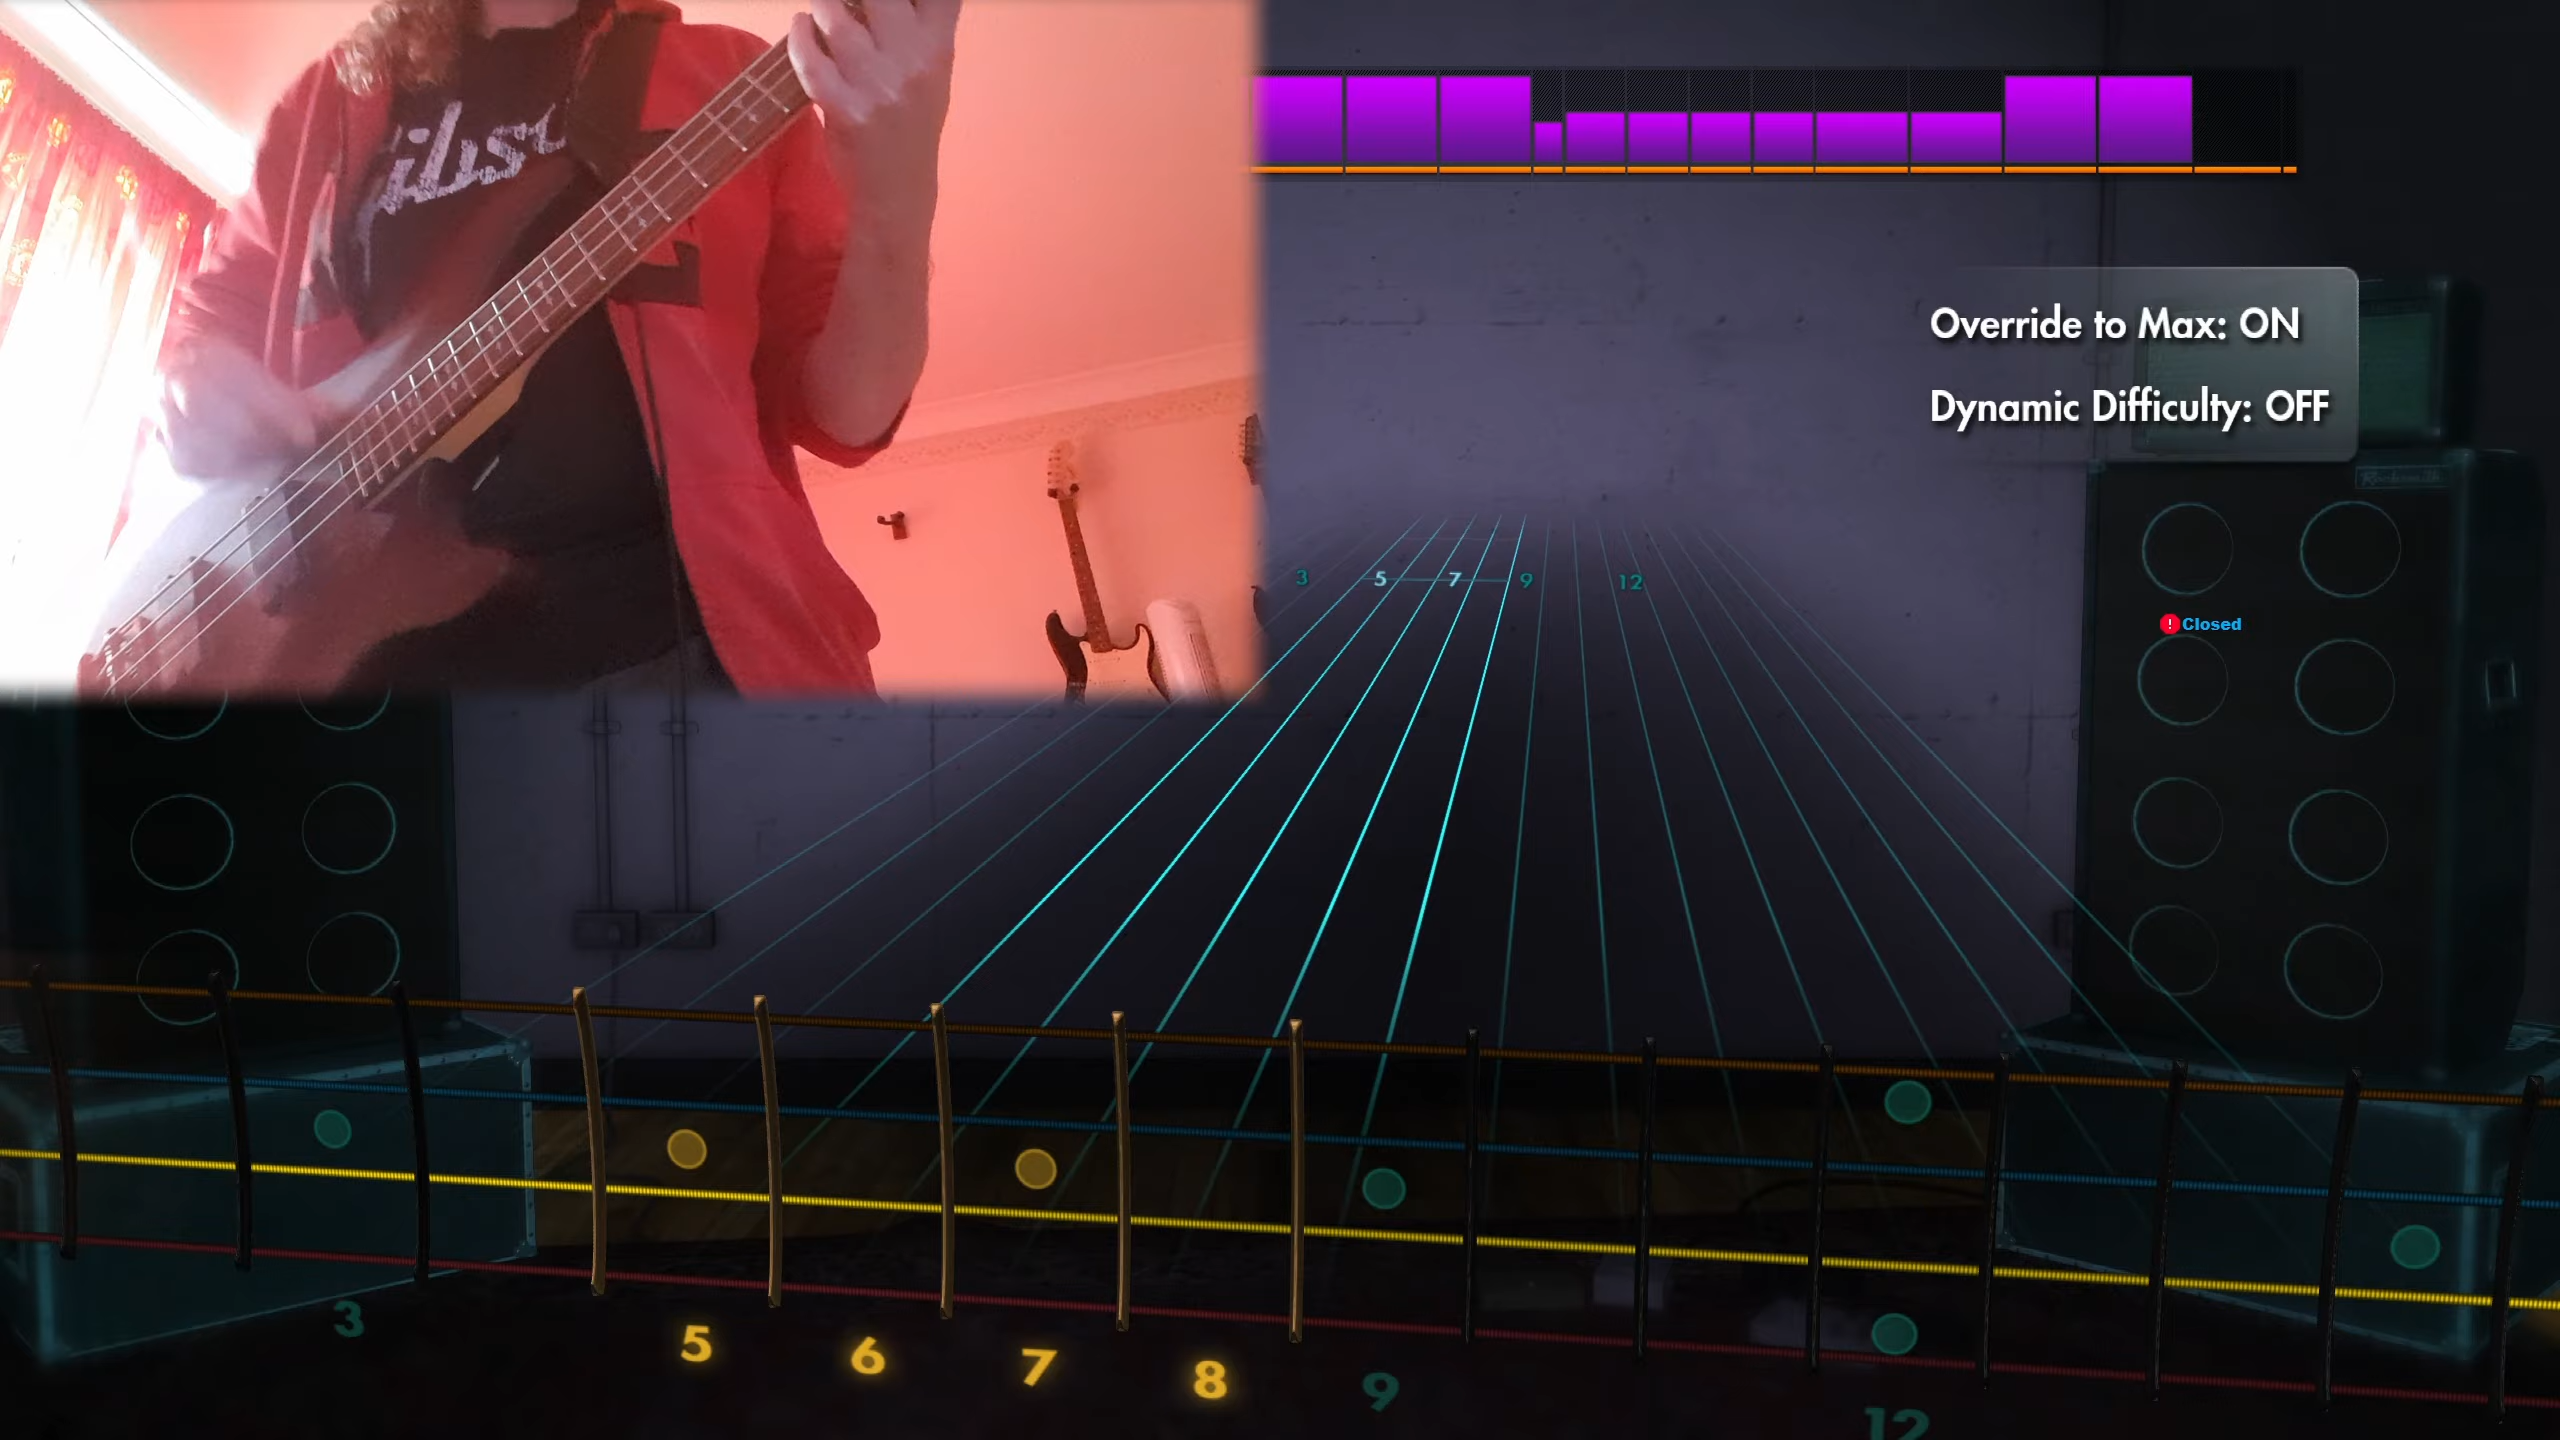 Override to Max: ON
Dynamic Difficulty: OFF
3 5 7 9 12
Closed
3 5 6 7 8 9 12